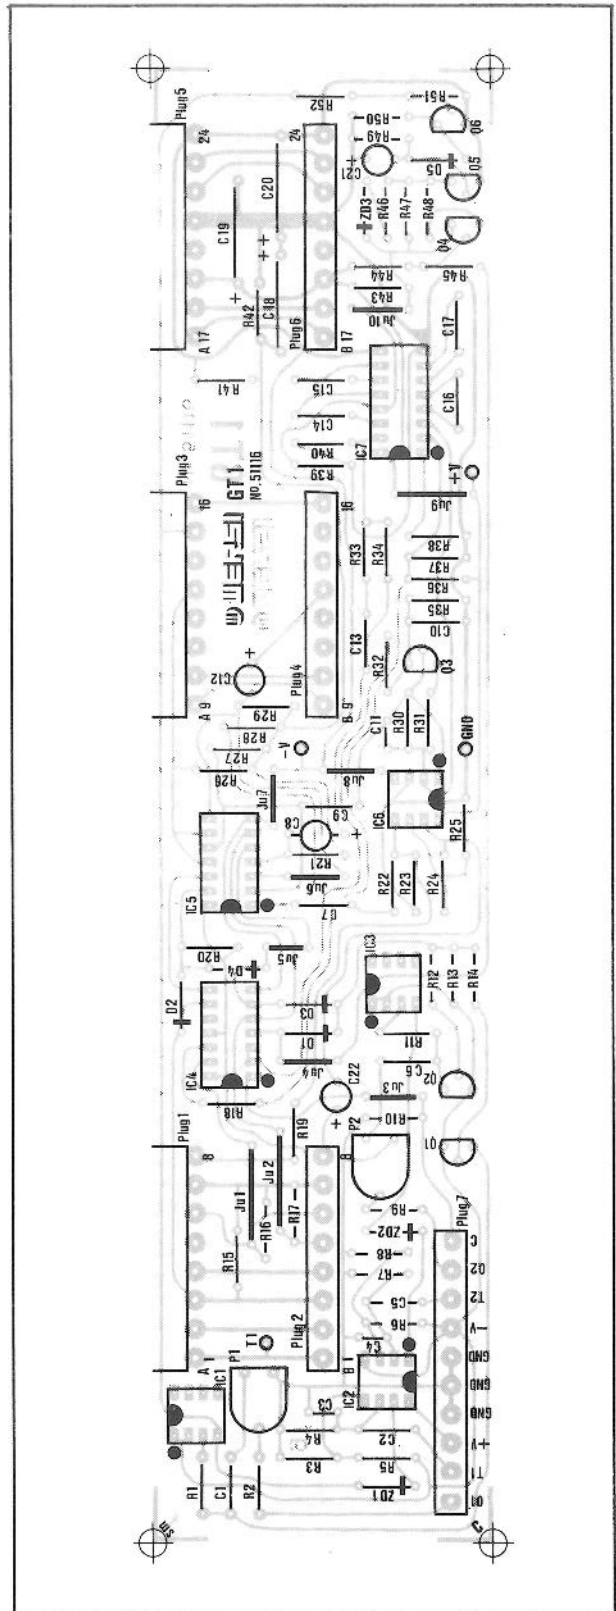 Plug5
24
24
R52
R51
R50
R49
Q6
C21
+
D5
Q5
C20
C19
ZD3
R46
R47
R48
Q4
+
+
+
R44
R45
R43
Ju10
R42
C18
Plug6
C17
A 17
B 17
R41
C15
C16
C14
R40
R39
IC7
+V
Plug3
Ju9
GT1
No. 51116
16
16
R33
R34
R38
R37
R36
R35
C10
C13
R32
Q3
C12
+
Plug4
A 9
B 9
R29
R28
R27
C11
R30
R31
-V
GND
R26
Ju7
Ju8
IC6
C9
C8
+
R25
R21
IC5
Ju6
R22
R23
R24
C7
R20
D4
Ju5
IC3
R12
R13
R14
D2
D3
D1
R11
Ju4
C6
IC4
C22
Ju3
Q2
R18
R19
+
P2
R10
Q1
Plug1
8
8
Ju1
Ju2
R16
R17
R15
Plug7
R9
ZD2
R8
R7
C5
R6
C4
C
Q2
T2
-V
GND
GND
GND
+V
T1
Q1
T1
Plug2
P1
A 1
B 1
IC1
IC2
C3
R4
C2
R3
R5
ZD1
R1
C1
R2